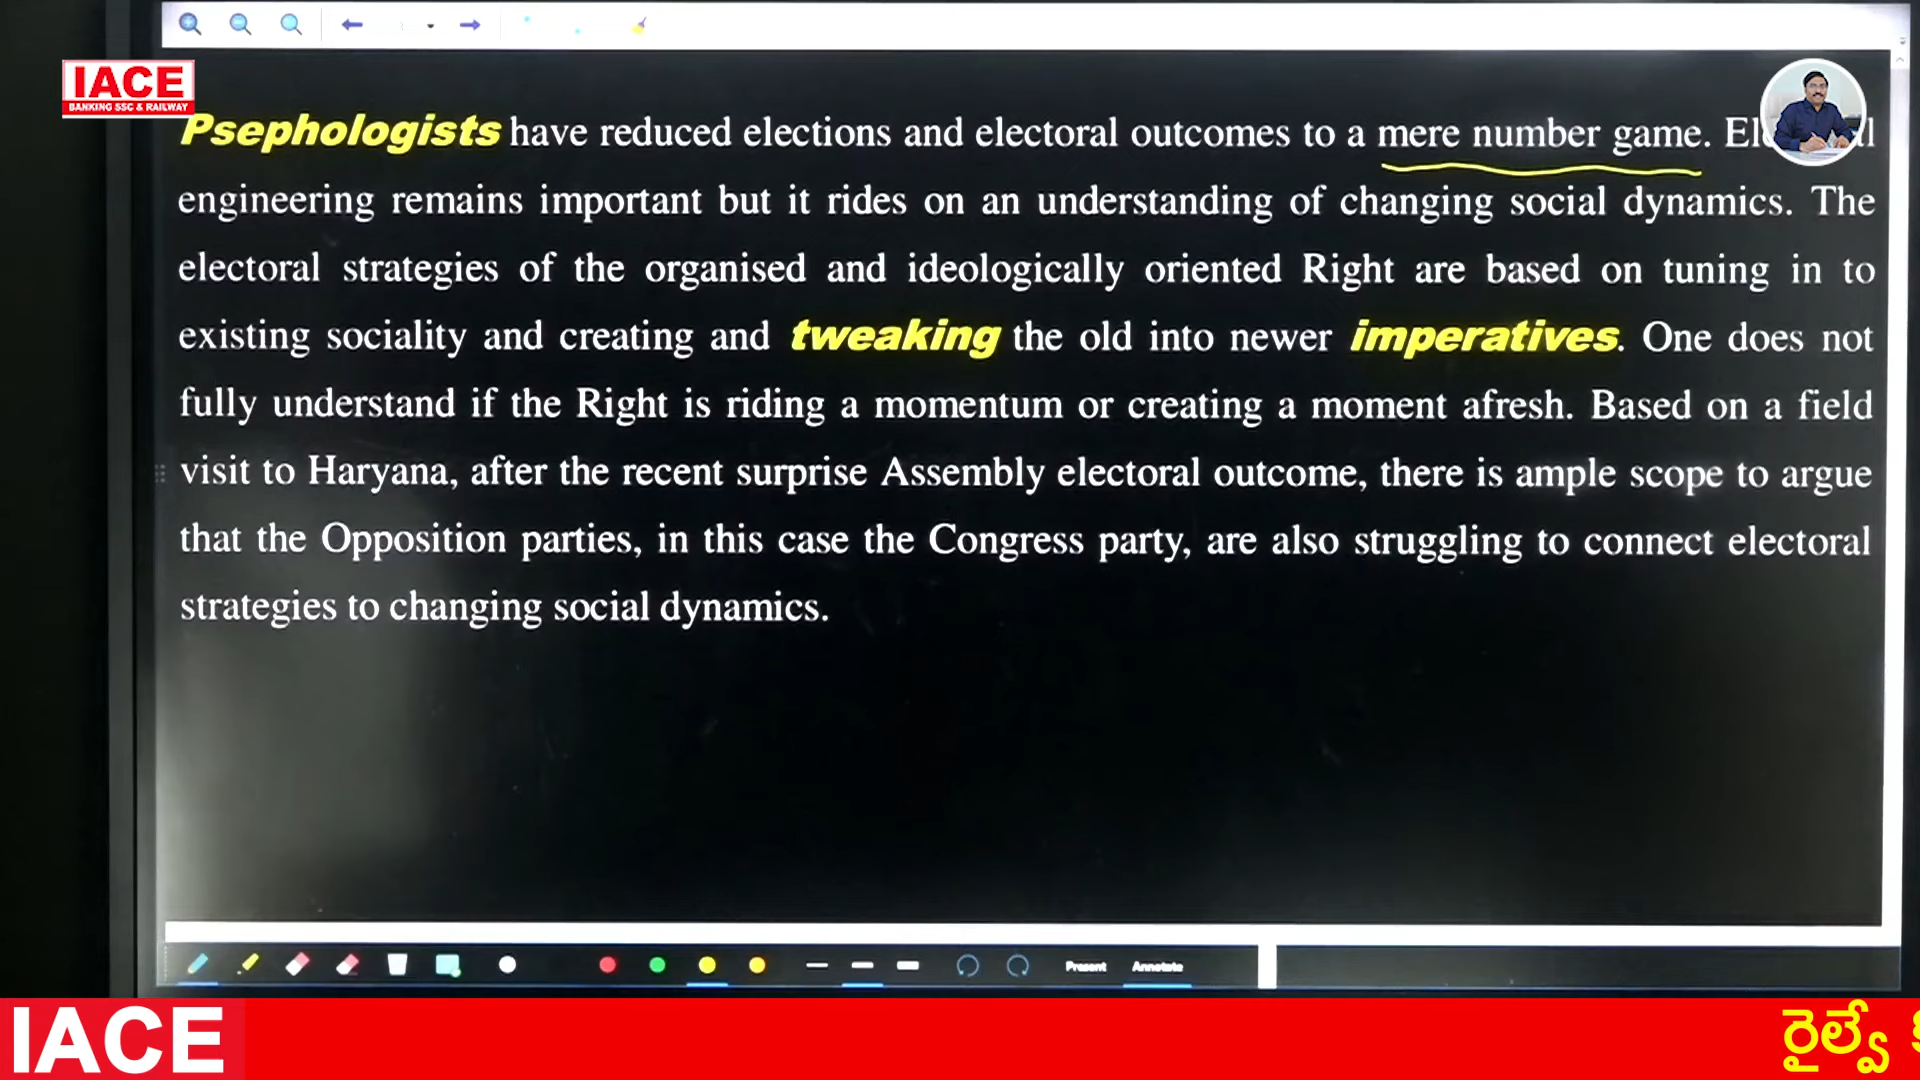 IACE
BANKING SSC & RAILWAY
Psephologists have reduced elections and electoral outcomes to a mere number game.
engineering remains important but it rides on an understanding of changing social dynamics. The
electoral strategies of the organised and ideologically oriented Right are based on tuning in to
existing sociality and creating and tweaking the old into newer imperatives. One does not
fully understand if the Right is riding a momentum or creating a moment afresh. Based on a field
visit to Haryana, after the recent surprise Assembly electoral outcome, there is ample scope to argue
that the Opposition parties, in this case the Congress party, are also struggling to connect electoral
strategies to changing social dynamics.
Present Annotate
IACE
రైల్వే